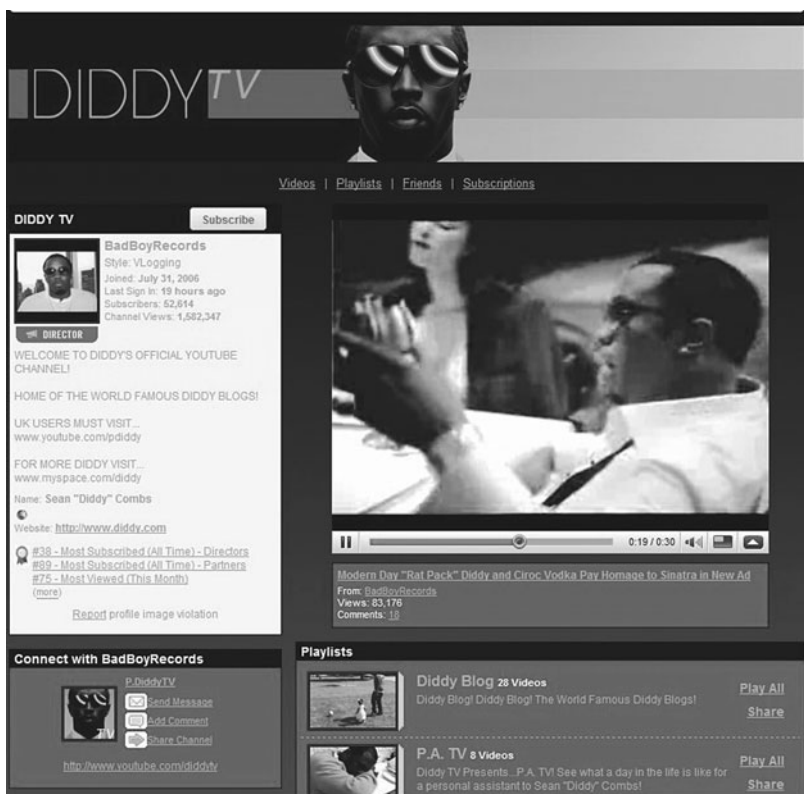 DIDDY TV
Videos | Playlists | Friends | Subscriptions
DIDDY TV
Subscribe
BadBoyRecords
Style: VLogging
Joined: July 31, 2006
Last Sign In: 19 hours ago
Subscribers: 52,614
Channel Views: 1,582,347
DIRECTOR
WELCOME TO DIDDY'S OFFICIAL YOUTUBE
CHANNEL!
HOME OF THE WORLD FAMOUS DIDDY BLOGS!
UK USERS MUST VISIT...
www.youtube.com/pdiddy
FOR MORE DIDDY VISIT...
www.myspace.com/diddy
Name: Sean "Diddy" Combs
Website: http://www.diddy.com
#38 - Most Subscribed (All Time) - Directors
#89 - Most Subscribed (All Time) - Partners
#75 - Most Viewed (This Month)
(more)
Report profile image violation
Connect with BadBoyRecords
P.DiddyTV
Send Message
Add Comment
Share Channel
TV
http://www.youtube.com/diddytv
0:19 / 0:30
Modern Day "Rat Pack" Diddy and Ciroc Vodka Pay Homage to Sinatra in New Ad
From: BadBoyRecords
Views: 83,176
Comments: 18
Playlists
Diddy Blog 28 Videos
Diddy Blog! Diddy Blog! The World Famous Diddy Blogs!
Play All
Share
P.A. TV 8 Videos
Diddy TV Presents...P.A. TV! See what a day in the life is like for
a personal assistant to Sean "Diddy" Combs!
Play All
Share